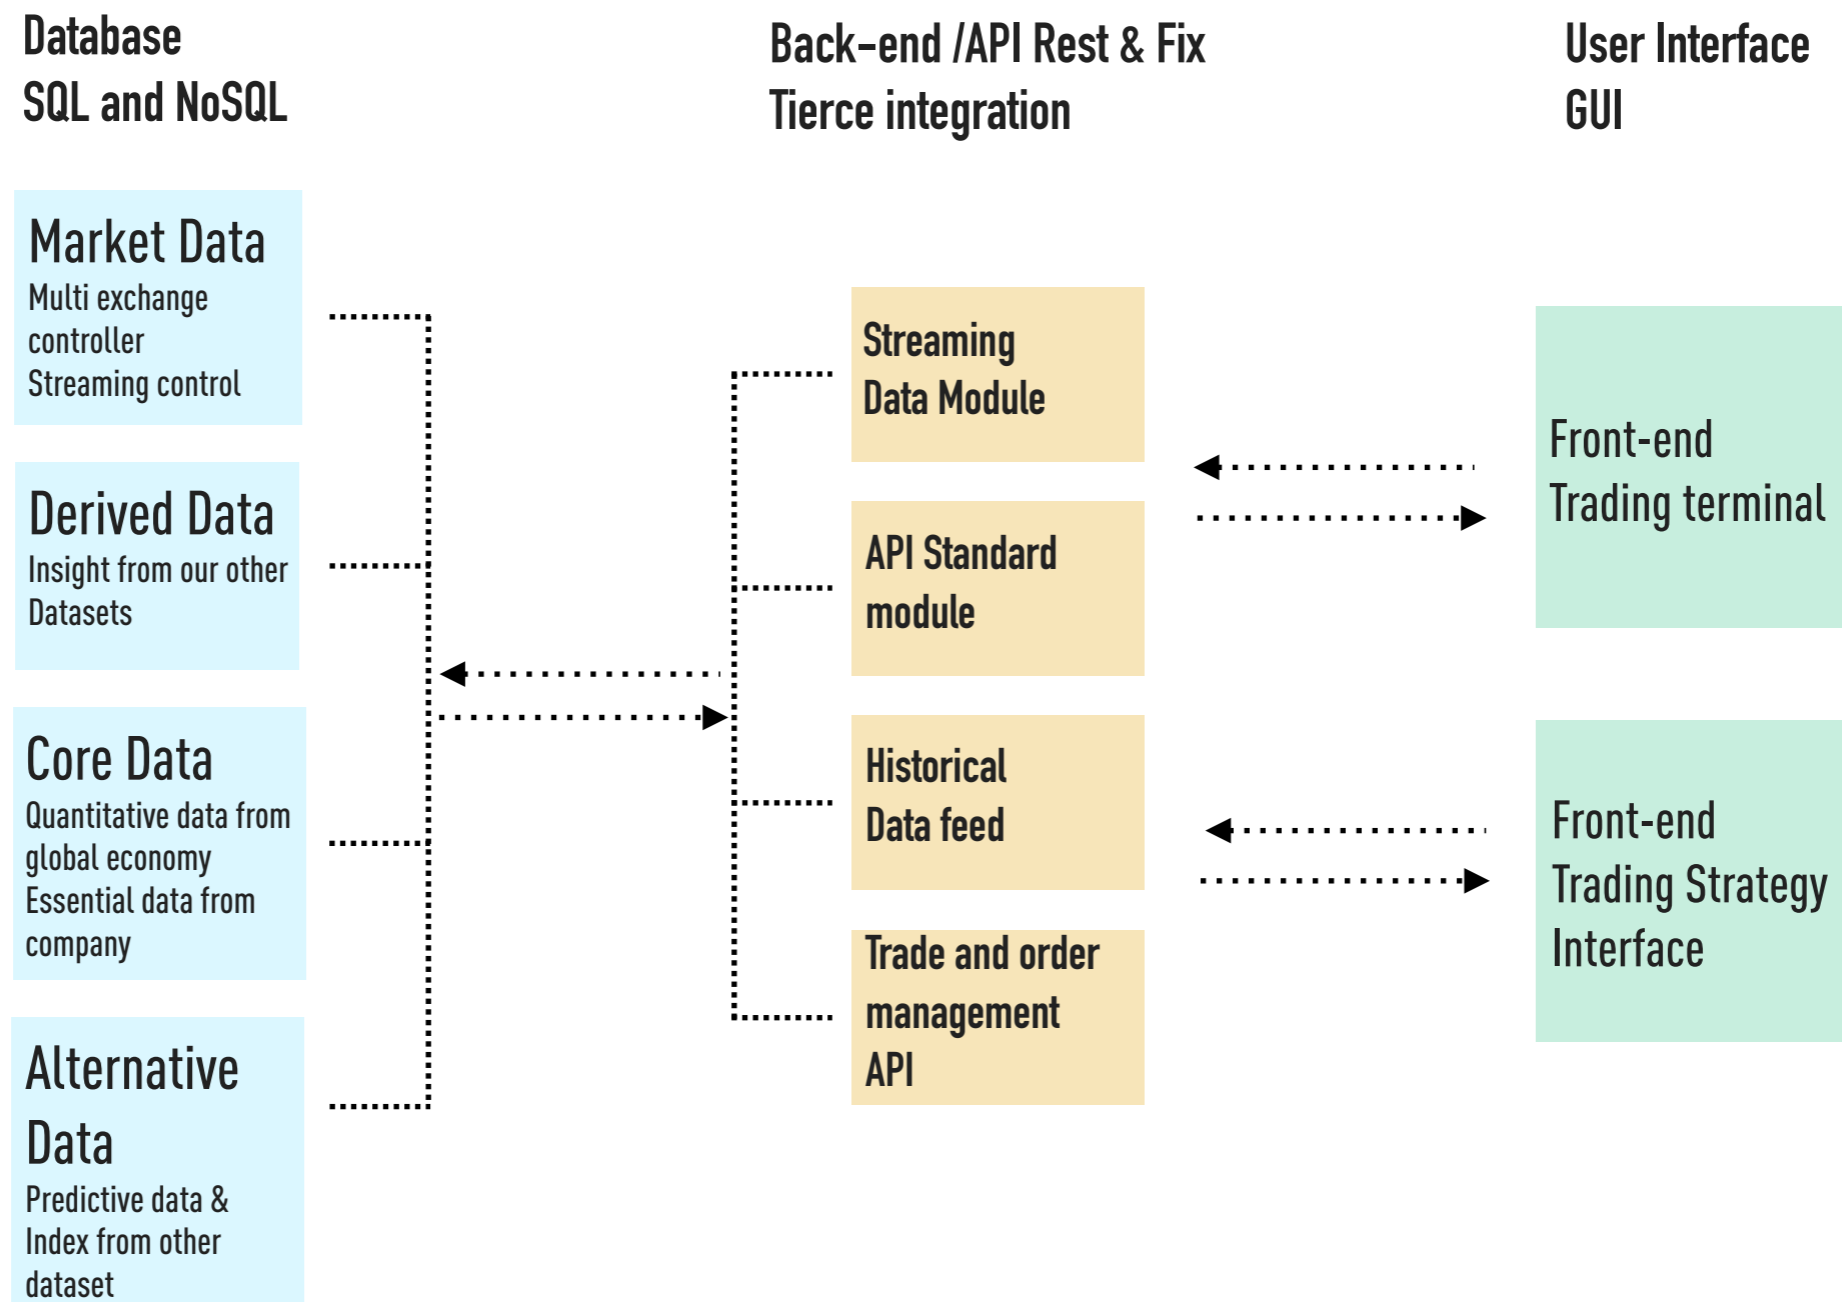 Database
SQL and NoSQL
Back-end /API Rest & Fix
Tierce integration
User Interface
GUI
Market Data
Multi exchange
controller
Streaming control
Derived Data
Insight from our other
Datasets
Core Data
Quantitative data from
global economy
Essential data from
company
Alternative
Data
Predictive data &
Index from other
dataset
Streaming
Data Module
API Standard
module
Historical
Data feed
Trade and order
management
API
Front-end
Trading terminal
Front-end
Trading Strategy
Interface